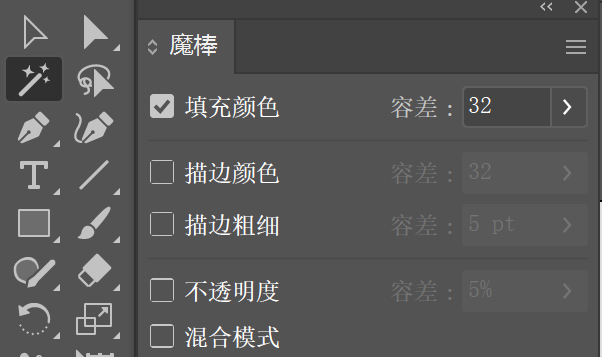 魔棒
填充颜色 容差：32
描边颜色 容差：32
描边粗细 容差：5 pt
不透明度 容差：5%
混合模式